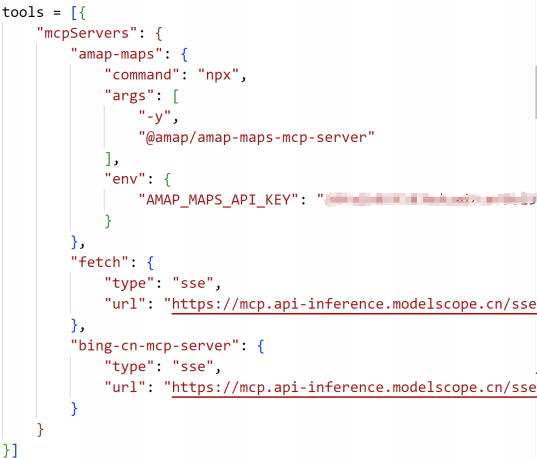 tools = [{
    "mcpServers": {
        "amap-maps": {
            "command": "npx",
            "args": [
                "-y",
                "@amap/amap-maps-mcp-server"
            ],
            "env": {
                "AMAP_MAPS_API_KEY": "
            }
        },
        "fetch": {
            "type": "sse",
            "url": "https://mcp.api-inference.modelscope.cn/sse
        },
        "bing-cn-mcp-server": {
            "type": "sse",
            "url": "https://mcp.api-inference.modelscope.cn/sse
        }
    }
}]